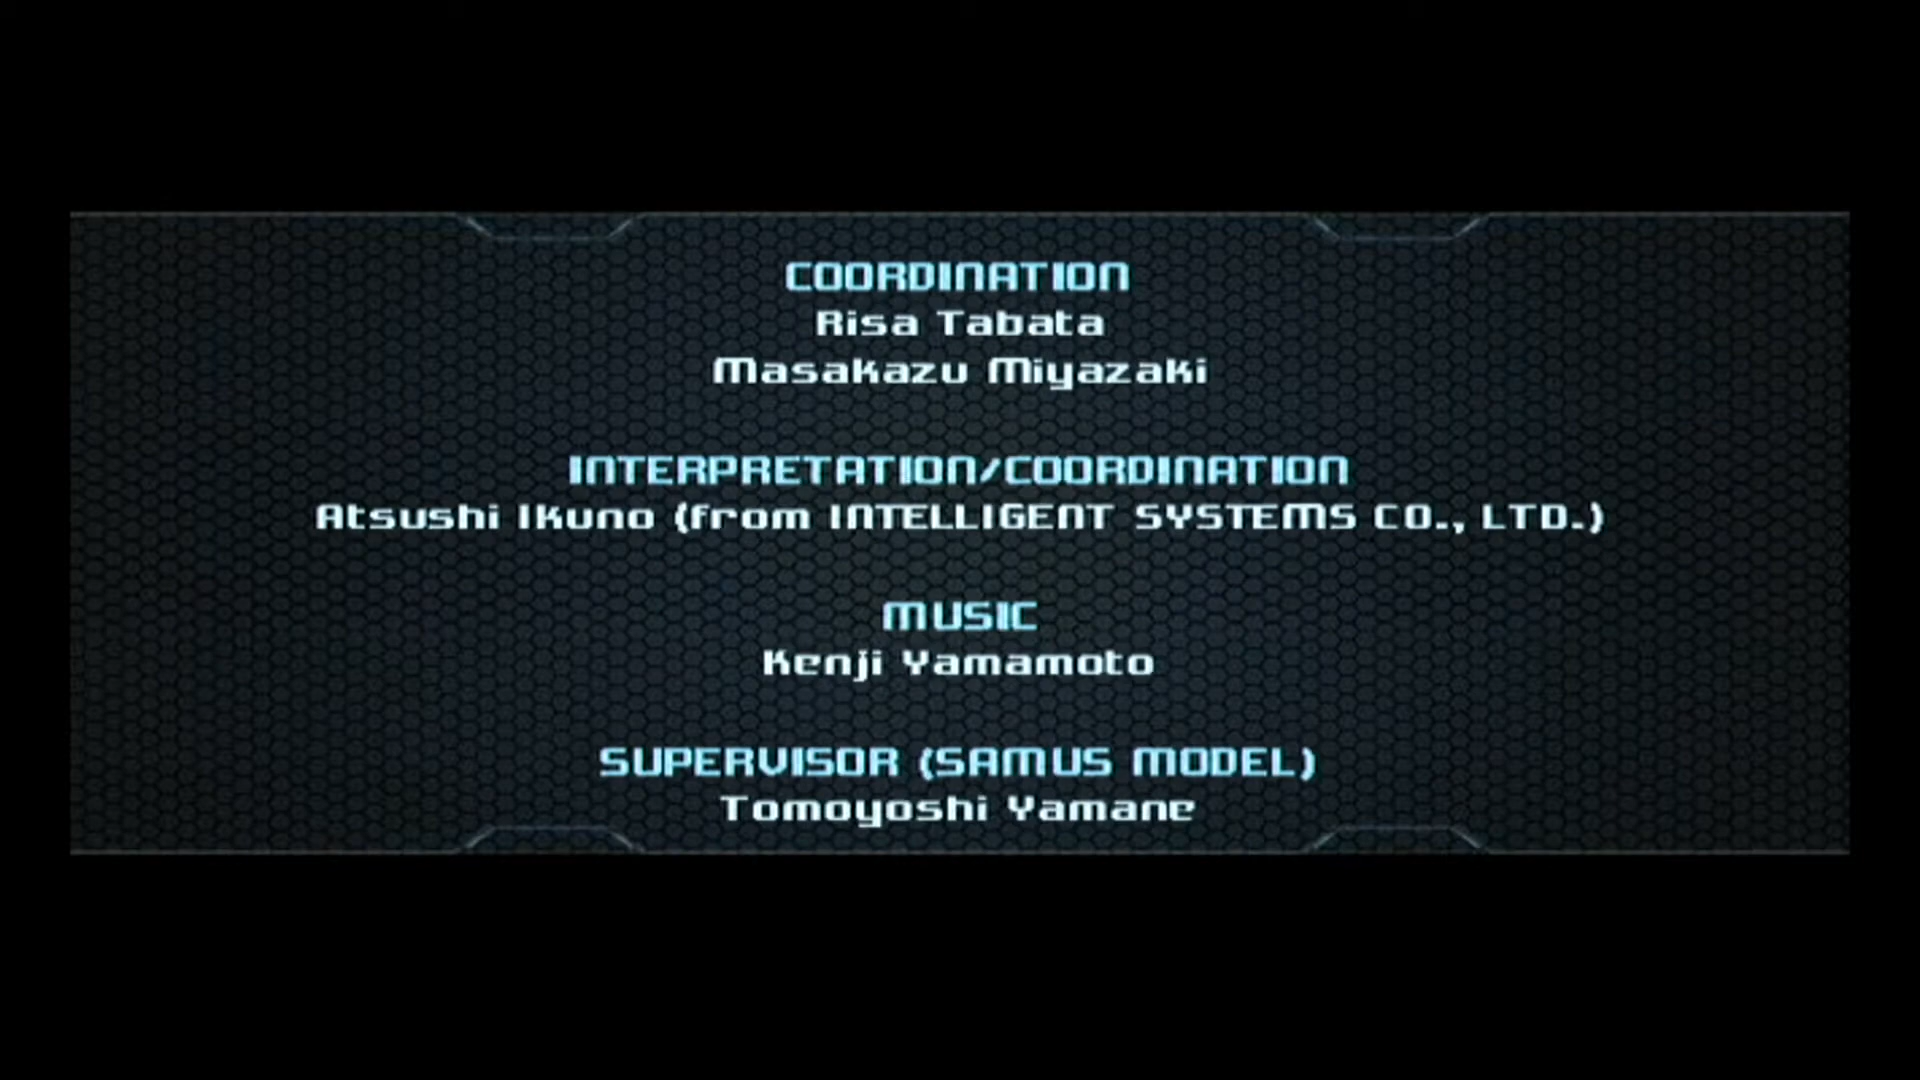 COORDINATION
Risa Tabata
Masakazu Miyazaki
INTERPRETATION/COORDINATION
Atsushi Ikuno (from INTELLIGENT SYSTEMS CO., LTD.)
MUSIC
Kenji Yamamoto
SUPERVISOR (SAMUS MODEL)
Tomoyoshi Yamane